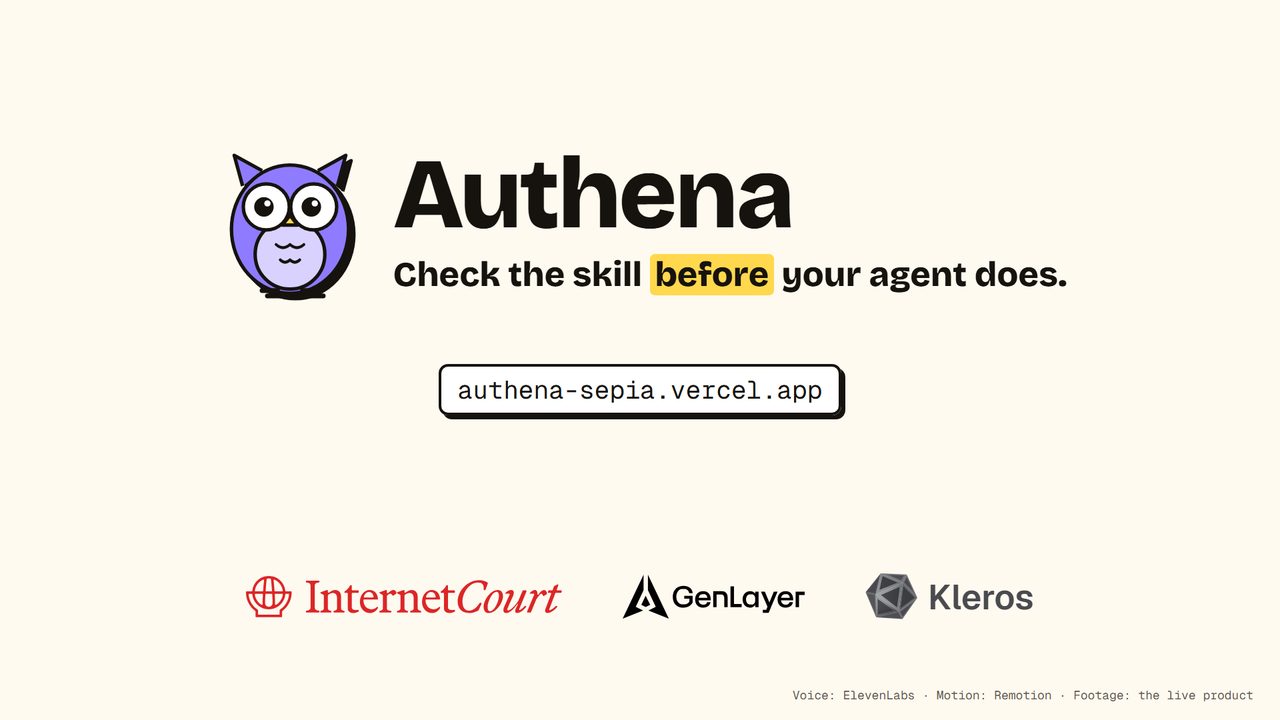 Authena
Check the skill before your agent does.
authena-sepia.vercel.app
InternetCourt
GenLayer
Kleros
Voice: ElevenLabs · Motion: Remotion · Footage: the live product